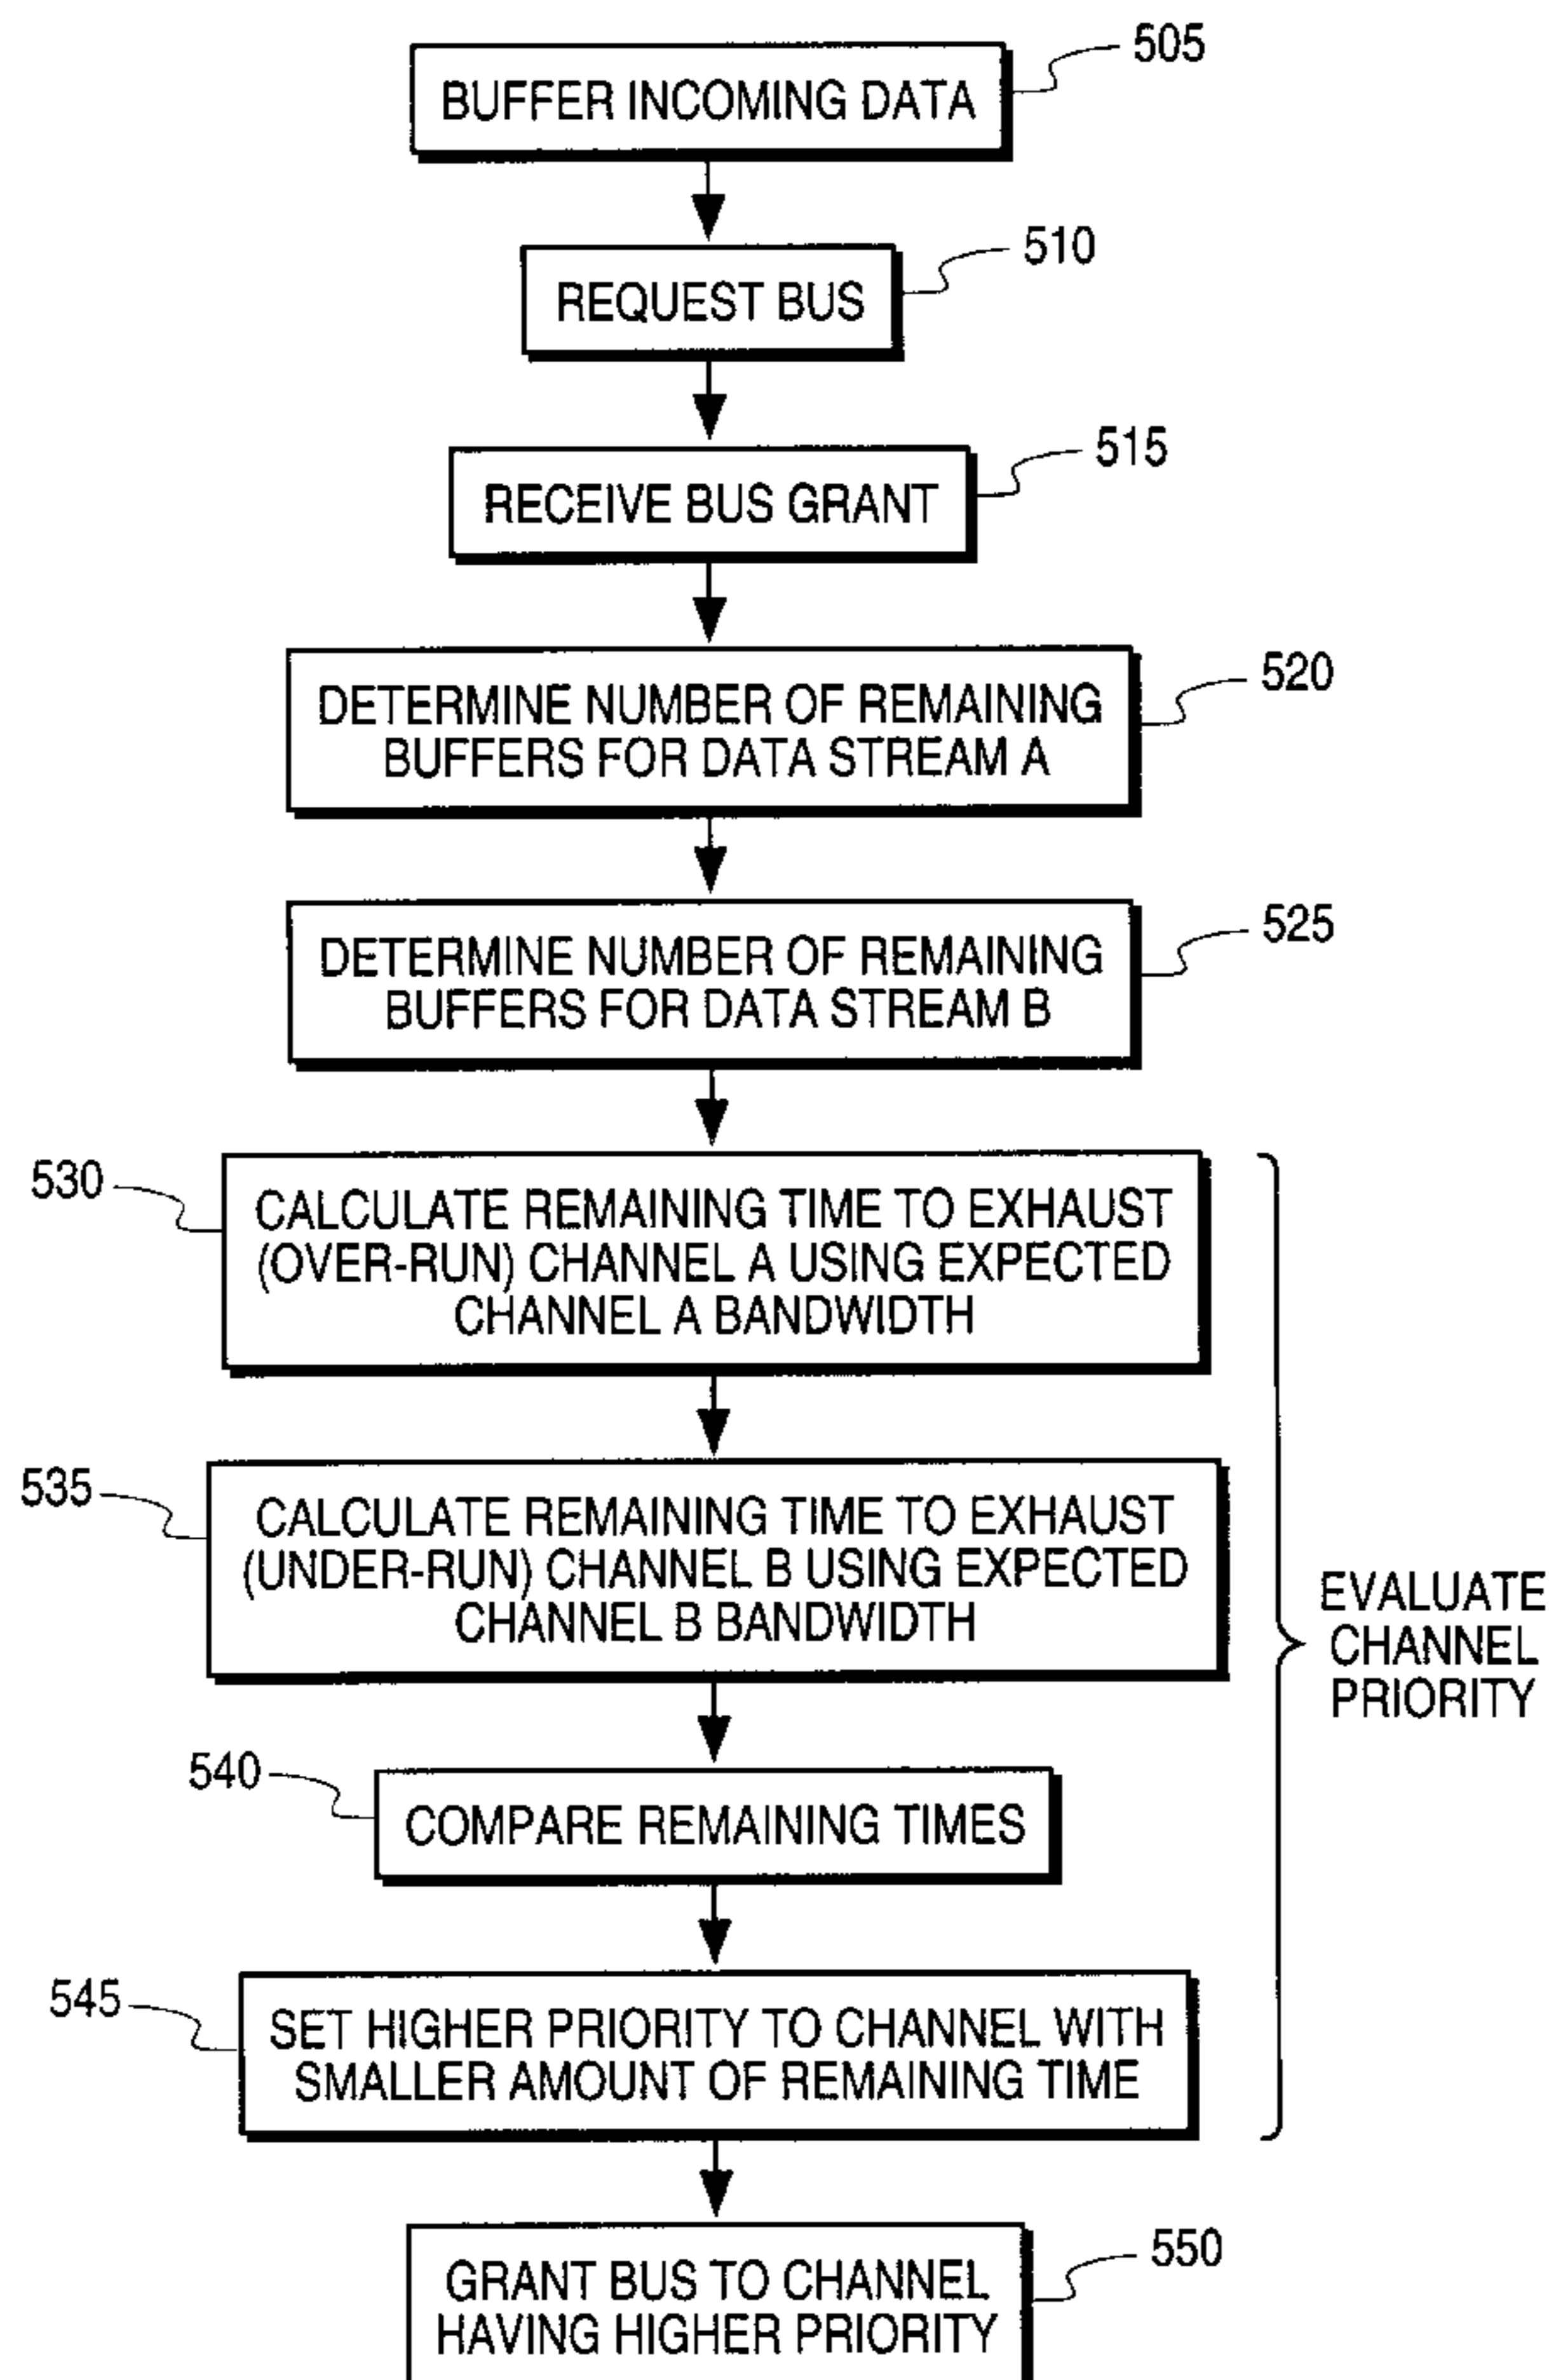 505
BUFFER INCOMING DATA
510
REQUEST BUS
515
RECEIVE BUS GRANT
520
DETERMINE NUMBER OF REMAINING
BUFFERS FOR DATA STREAM A
525
DETERMINE NUMBER OF REMAINING
BUFFERS FOR DATA STREAM B
530
CALCULATE REMAINING TIME TO EXHAUST
(OVER-RUN) CHANNEL A USING EXPECTED
CHANNEL A BANDWIDTH
535
CALCULATE REMAINING TIME TO EXHAUST
(UNDER-RUN) CHANNEL B USING EXPECTED
CHANNEL B BANDWIDTH
EVALUATE
CHANNEL
PRIORITY
540
COMPARE REMAINING TIMES
545
SET HIGHER PRIORITY TO CHANNEL WITH
SMALLER AMOUNT OF REMAINING TIME
550
GRANT BUS TO CHANNEL
HAVING HIGHER PRIORITY